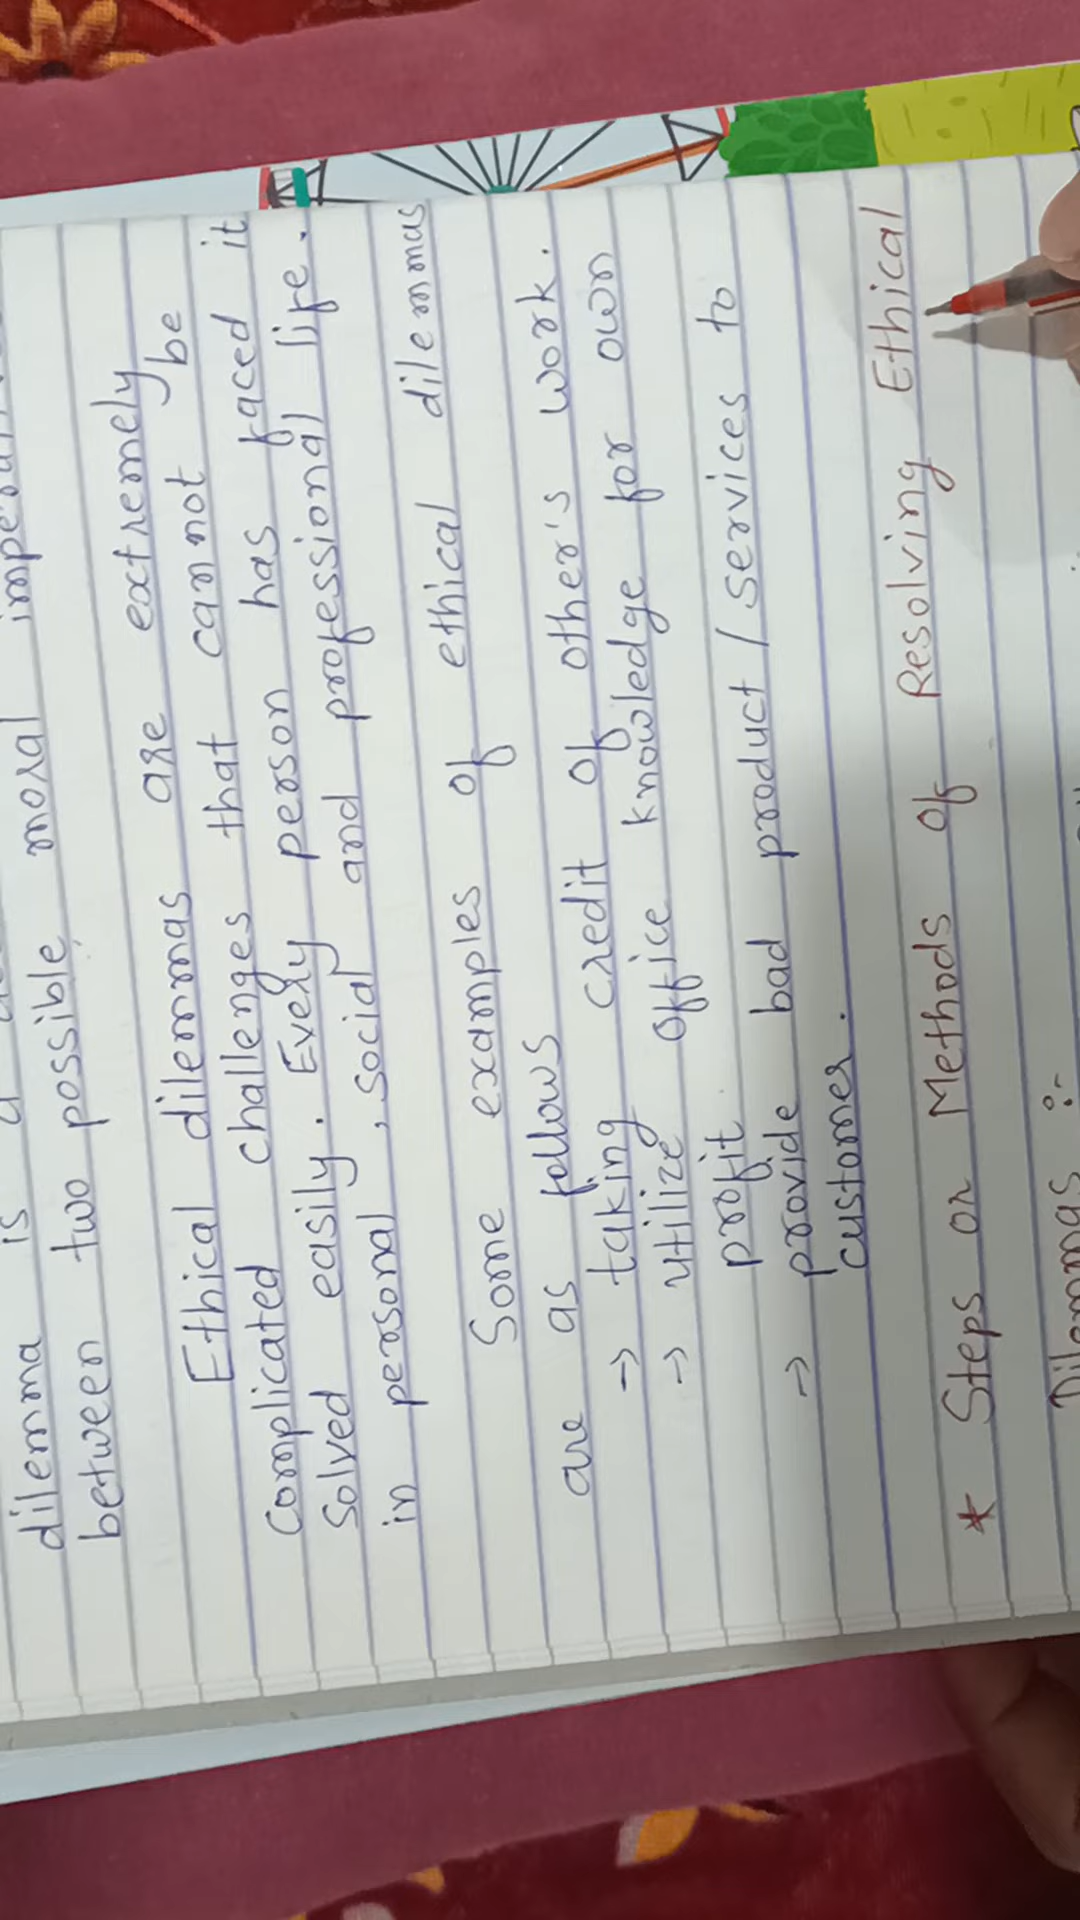 dilemma is a
between two possible moral
Ethical dilemmas are extremely
complicated challenges that can not be
solved easily. Every person has faced it
in personal, social and professional life.
Some examples of ethical dilemmas
are as follows
→ taking credit of other's work.
→ utilize office knowledge for own
profit.
→ provide bad product / services to
customer.
* Steps or Methods of Resolving Ethical
Dilemmas :-